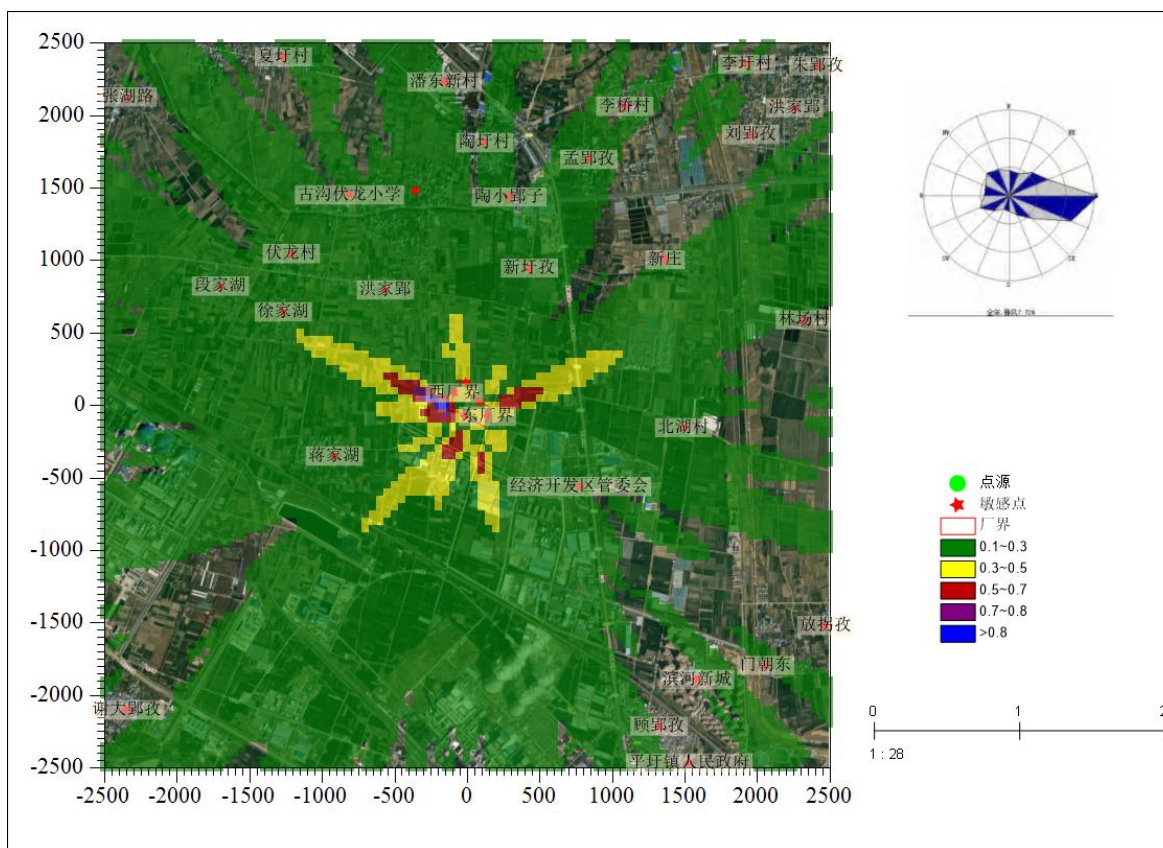 2500
2000
1500
1000
500
0
-500
-1000
-1500
-2000
-2500
-2500
-2000
-1500
-1000
-500
0
500
1000
1500
2000
2500
夏圩村
潘东新村
李圩村
朱郢孜
张湖路
李桥村
洪家郢
刘郢孜
陶圩村
孟郢孜
古沟伏龙小学
陶小郢子
伏龙村
新圩孜
新庄
段家湖
洪家郢
徐家湖
林场村
西厂界
东厂界
北湖村
蒋家湖
经济开发区管委会
放拐孜
门朝东
滨河新城
谢大郢孜
顾郢孜
平圩镇人民政府
N
E
S
W
点源
敏感点
厂界
0.1~0.3
0.3~0.5
0.5~0.7
0.7~0.8
>0.8
0
1
2
1 : 28